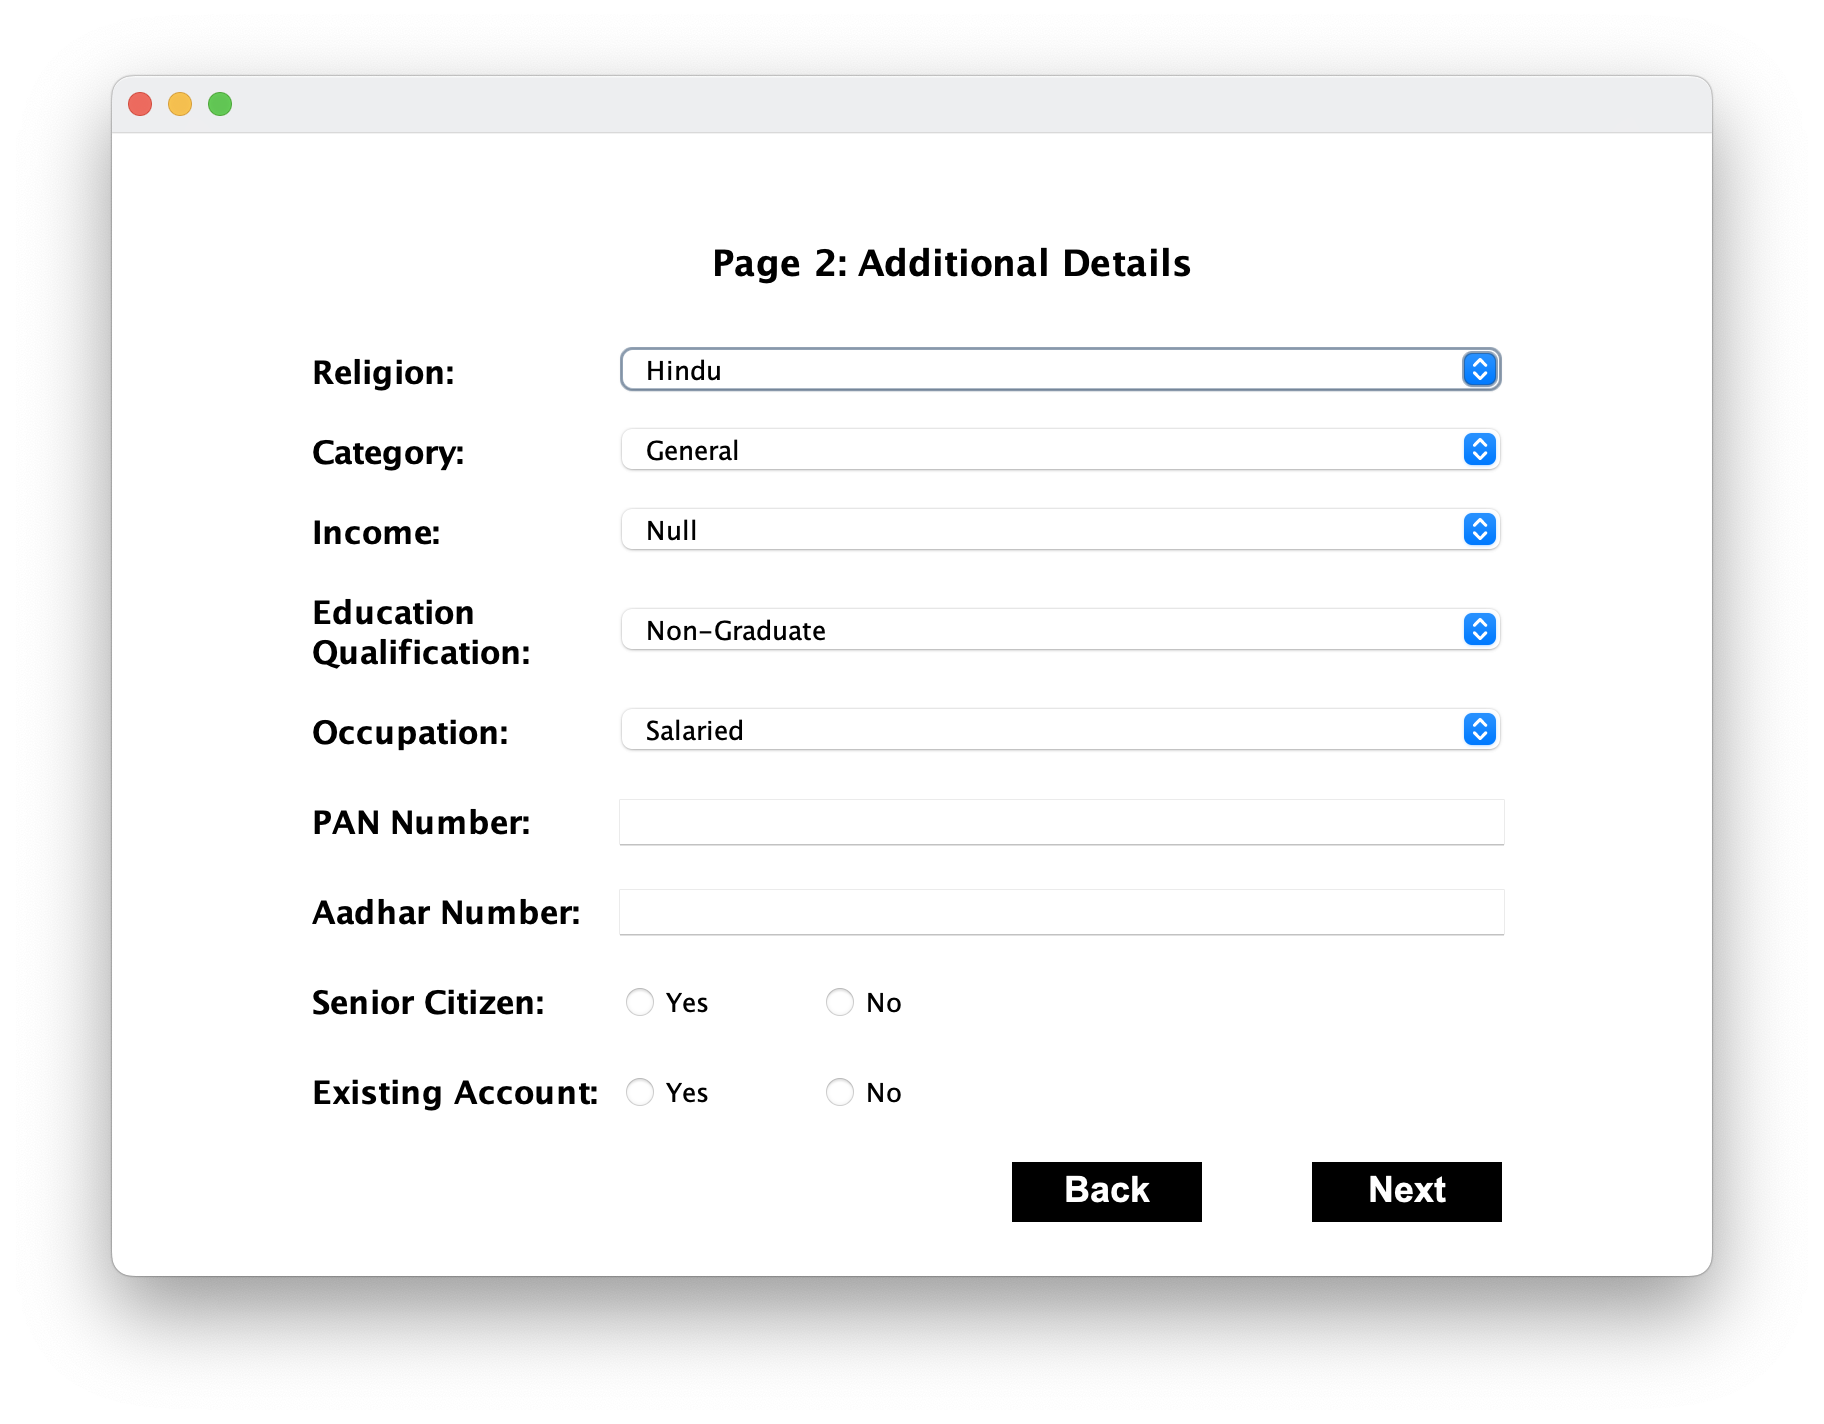 Page 2: Additional Details
Religion: Hindu
Category: General
Income: Null
Education
Qualification: Non-Graduate
Occupation: Salaried
PAN Number:
Aadhar Number:
Senior Citizen: Yes No
Existing Account: Yes No
Back Next